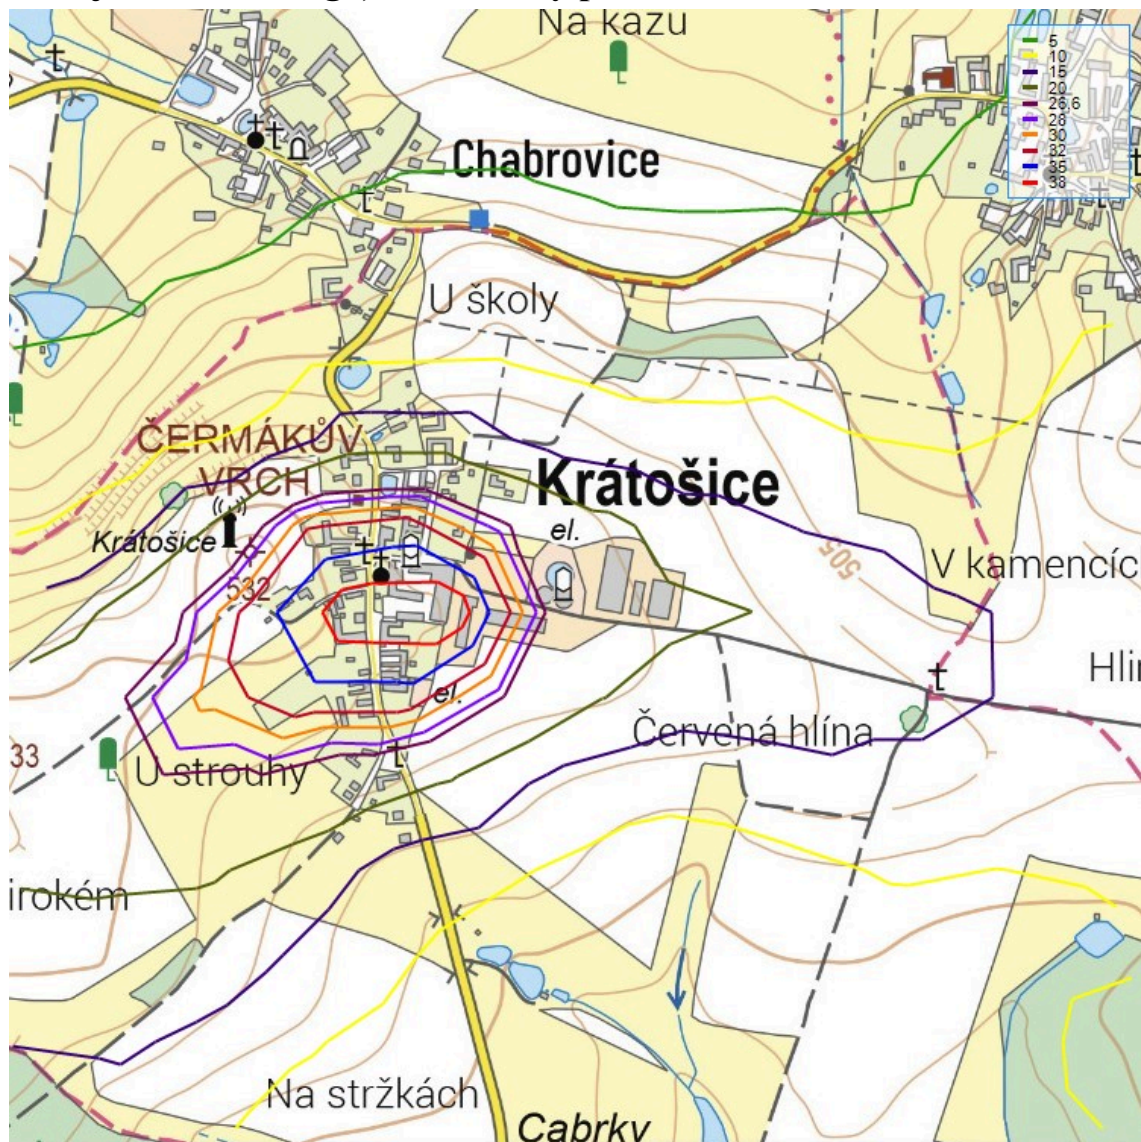 Na kazu
5
10
15
20
26,6
28
30
32
35
38
Chabrovice
U školy
ČERMÁKŮV
VRCH
Krátošice
Krátošice
el.
532
505
V kamencíc
Hlin
el.
Červená hlína
33
U strouhy
irokém
Na stržkách
Cabrky